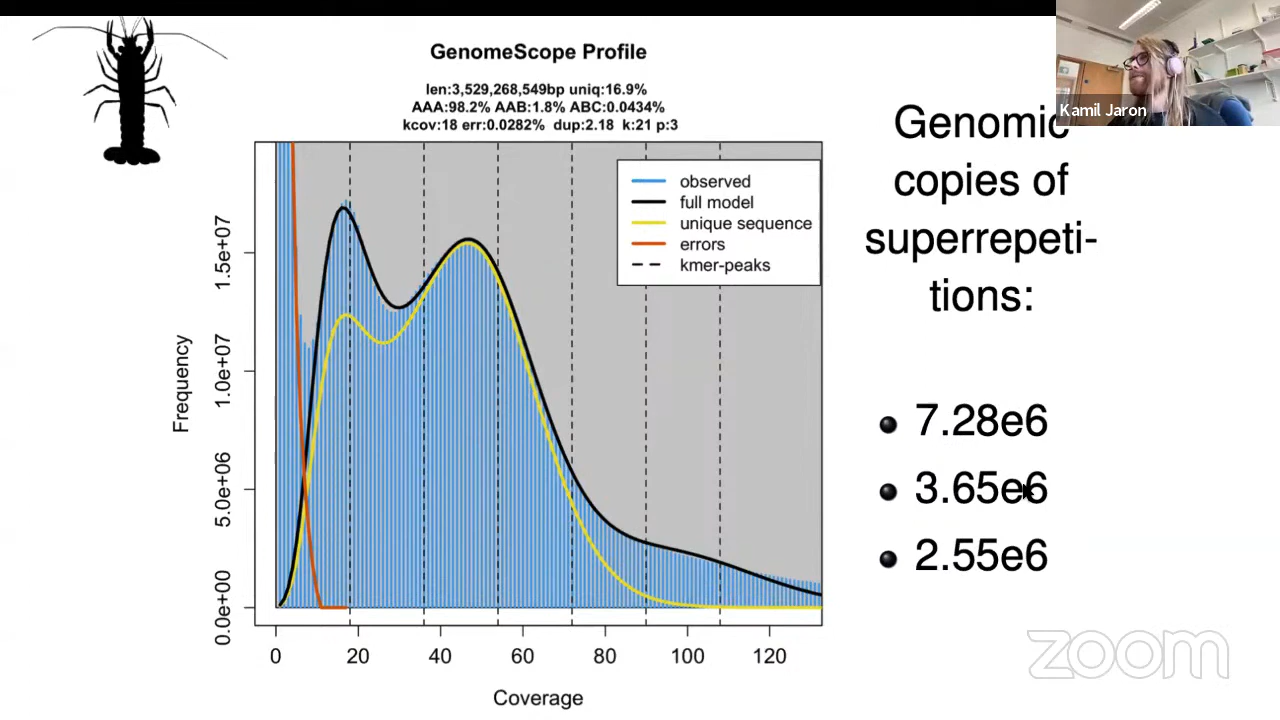 GenomeScope Profile
len:3,529,268,549bp uniq:16.9%
AAA:98.2% AAB:1.8% ABC:0.0434%
kcov:18 err:0.0282% dup:2.18 k:21 p:3
Kamil Jaron
Genomic
copies of
superrepeti-
tions:
7.28e6
3.65e6
2.55e6
observed
full model
unique sequence
errors
kmer-peaks
Frequency
0.0e+00
5.0e+06
1.0e+07
1.5e+07
0 20 40 60 80 100 120
Coverage
zoom